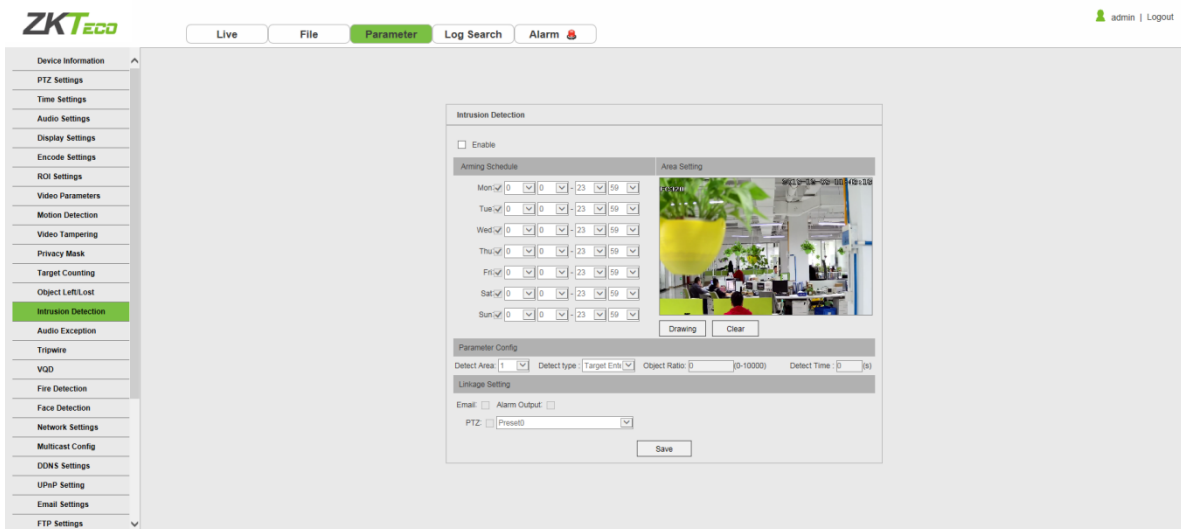 ZKTECO
admin | Logout
Live File Parameter Log Search Alarm
Device Information
PTZ Settings
Time Settings
Audio Settings
Display Settings
Encode Settings
ROI Settings
Video Parameters
Motion Detection
Video Tampering
Privacy Mask
Target Counting
Object Left/Lost
Intrusion Detection
Audio Exception
Tripwire
VQD
Fire Detection
Face Detection
Network Settings
Multicast Config
DDNS Settings
UPnP Setting
Email Settings
FTP Settings
Intrusion Detection
Enable
Arming Schedule
Mon: 0 0 - 23 59
Tue: 0 0 - 23 59
Wed: 0 0 - 23 59
Thu: 0 0 - 23 59
Fri: 0 0 - 23 59
Sat: 0 0 - 23 59
Sun: 0 0 - 23 59
Area Setting
Drawing Clear
Parameter Config
Detect Area: 1 Detect type : Target Ente Object Ratio: 0 (0-10000) Detect Time : 0 (s)
Linkage Setting
Email: Alarm Output:
PTZ: Preset0
Save